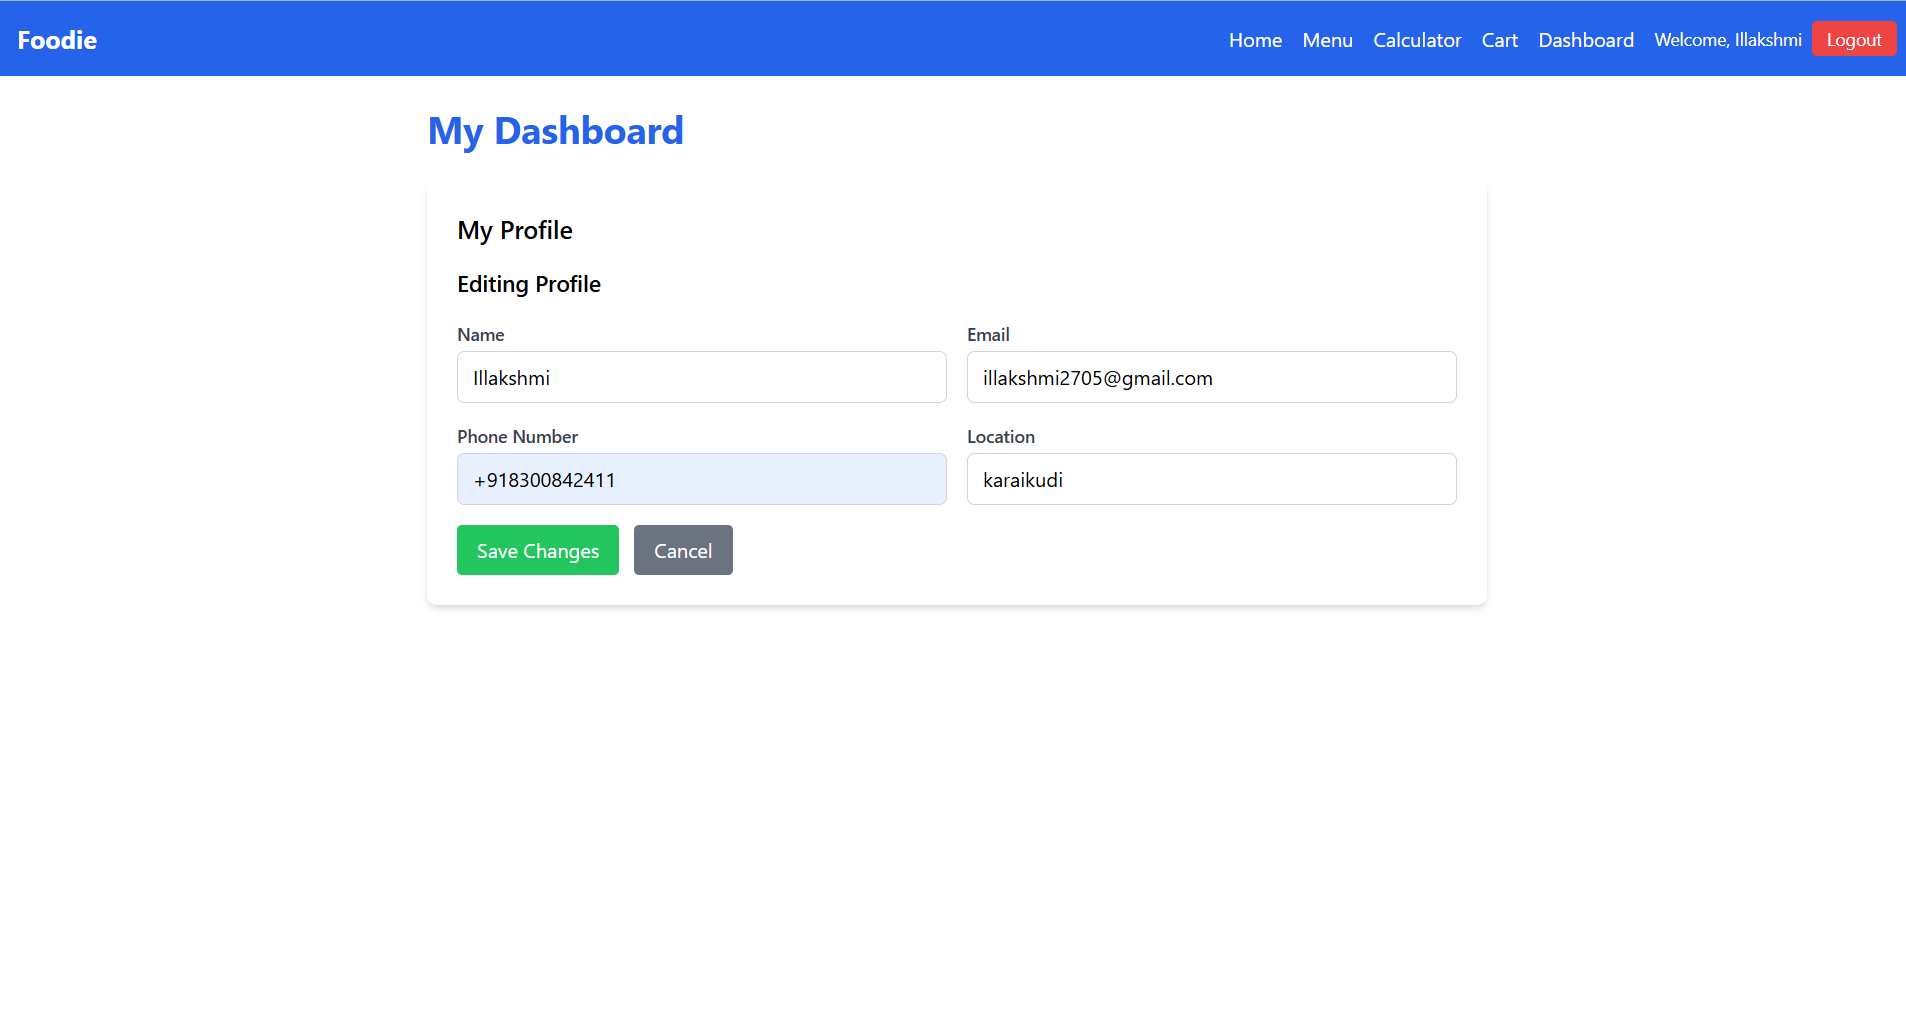 Foodie
Home Menu Calculator Cart Dashboard Welcome, Illakshmi Logout
My Dashboard
My Profile
Editing Profile
Name Email
Illakshmi illakshmi2705@gmail.com
Phone Number Location
+918300842411 karaikudi
Save Changes Cancel